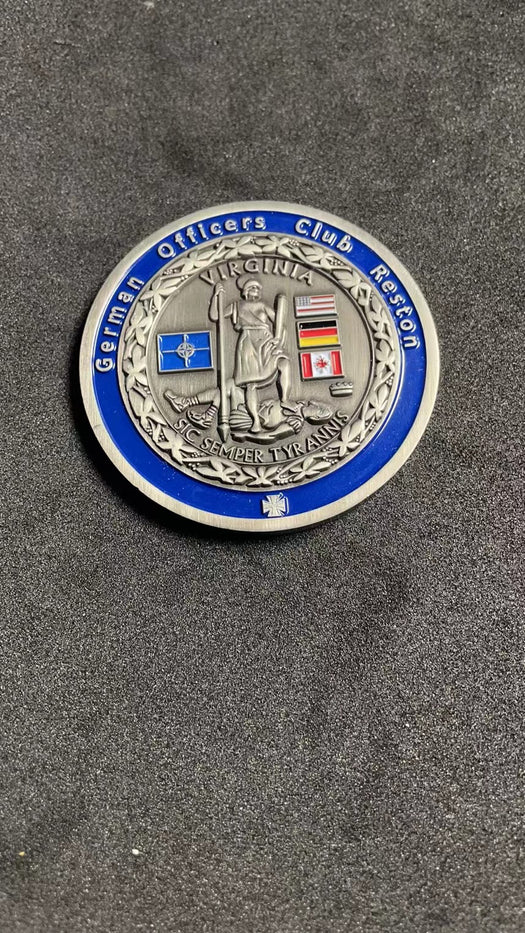 German Officers Club Reston
VIRGINIA
SIC SEMPER TYRANNIS